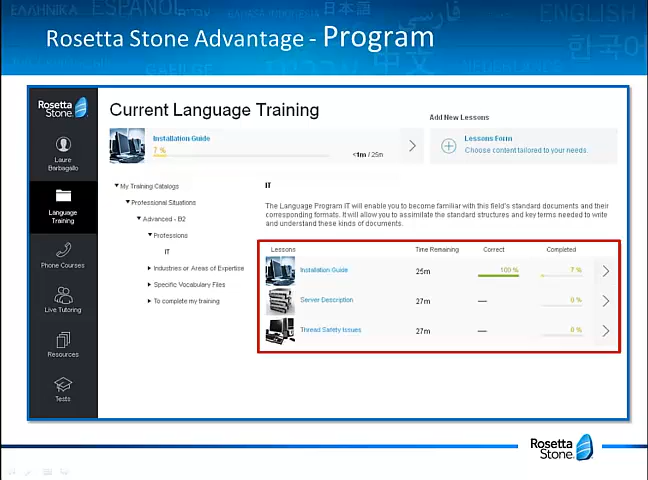 ΕΛΛΗΝΙΚΑ ESPAÑOL 日本語 فارسی ENGLISH
한국어
中文
Rosetta Stone Advantage - Program
Rosetta Stone.
Current Language Training
Add New Lessons
Installation Guide
7 %
<1m / 25m
Lessons Form
Choose content tailored to your needs.
Laure Barbagallo
Language Training
Phone Courses
Live Tutoring
Resources
Tests
My Training Catalogs
Professional Situations
Advanced - B2
Professions
IT
Industries or Areas of Expertise
Specific Vocabulary Files
To complete my training
IT
The Language Program IT will enable you to become familiar with this field's standard documents and their
corresponding formats. It will allow you to assimilate the standard structures and key terms needed to write
and understand these kinds of documents.
Lessons Time Remaining Correct Completed
Installation Guide 25m 100 % 7 %
Server Description 27m — 0 %
Thread Safety Issues 27m — 0 %
Rosetta Stone.